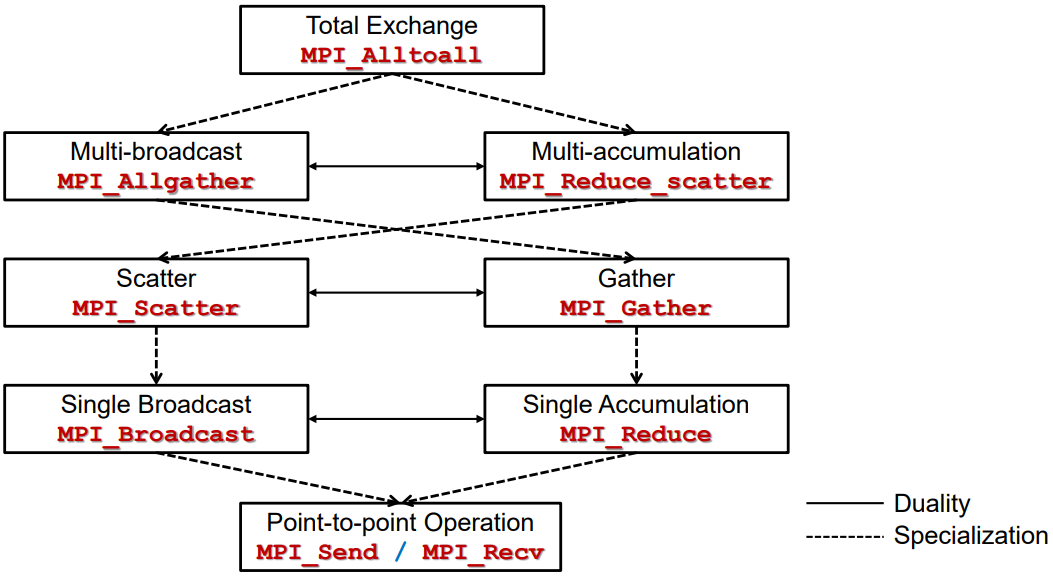 Total Exchange
MPI_Alltoall
Multi-broadcast
MPI_Allgather
Multi-accumulation
MPI_Reduce_scatter
Scatter
MPI_Scatter
Gather
MPI_Gather
Single Broadcast
MPI_Broadcast
Single Accumulation
MPI_Reduce
Point-to-point Operation
MPI_Send / MPI_Recv
Duality
Specialization